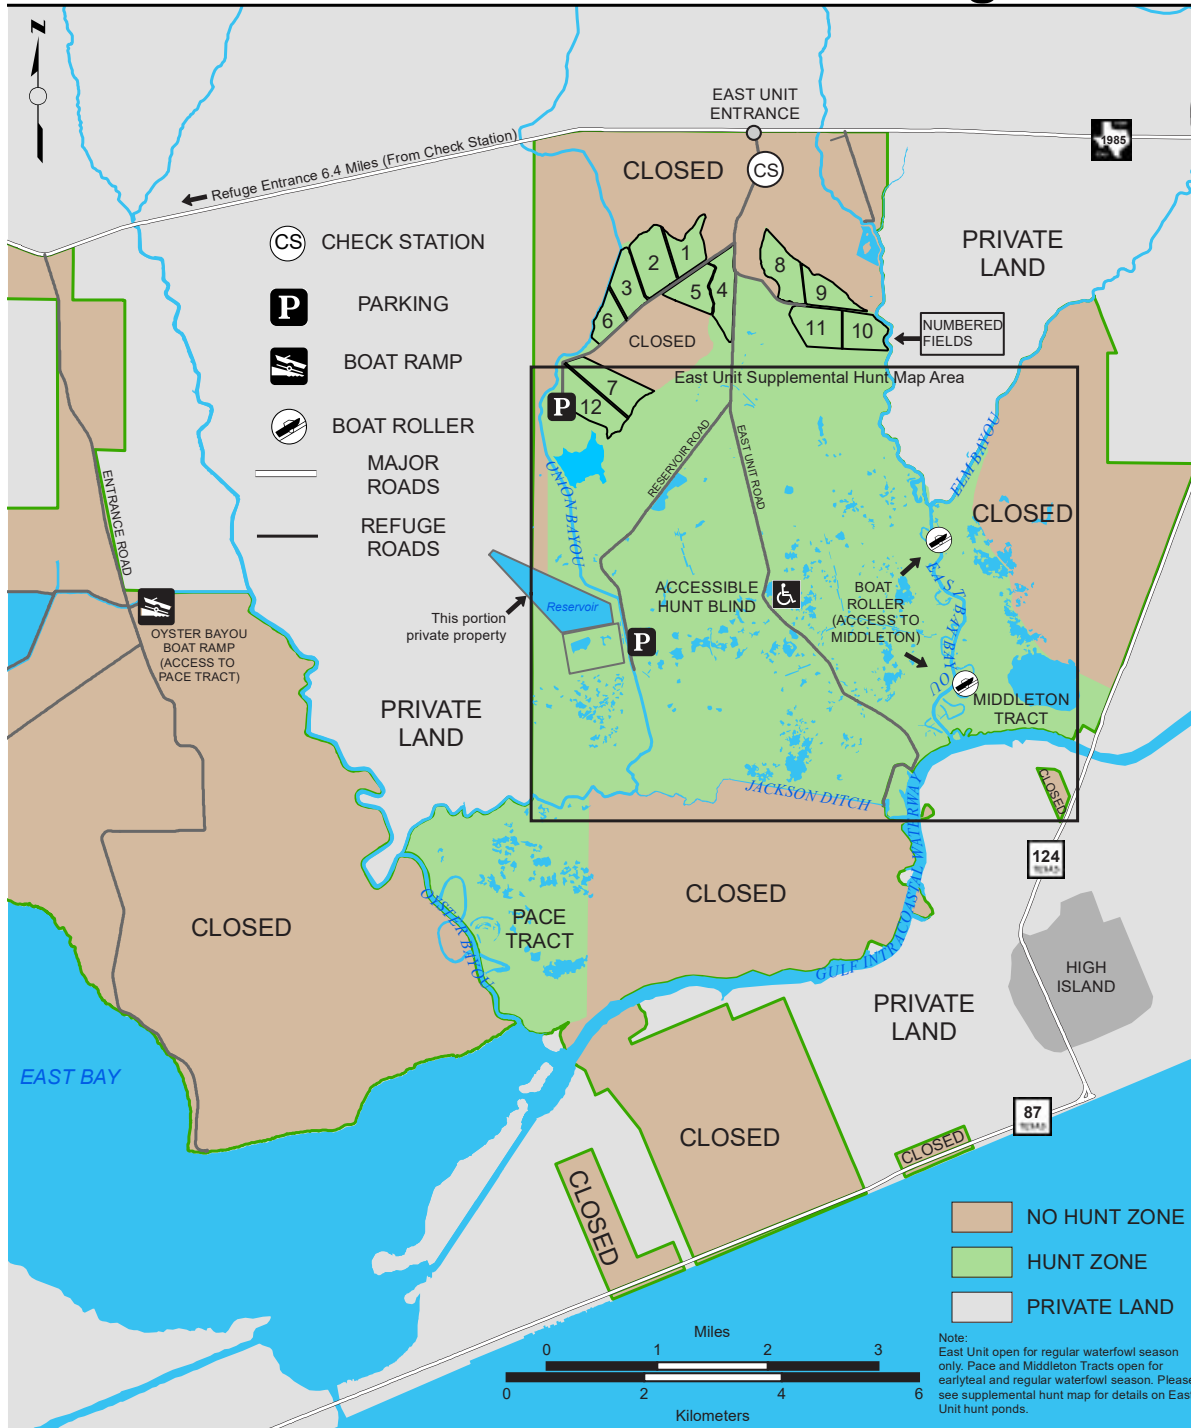 EAST UNIT
ENTRANCE
1985
Refuge Entrance 6.4 Miles (From Check Station)
CLOSED
CS
N
CS CHECK STATION
P PARKING
BOAT RAMP
BOAT ROLLER
MAJOR
ROADS
REFUGE
ROADS
PRIVATE
LAND
1
2
3
4
5
6
7
8
9
10
11
12
CLOSED
NUMBERED
FIELDS
East Unit Supplemental Hunt Map Area
P
RESERVOIR ROAD
EAST UNIT ROAD
UNION BAYOU
ELM BAYOU
CLOSED
ENTRANCE ROAD
OYSTER BAYOU
BOAT RAMP
(ACCESS TO
PACE TRACT)
This portion
private property
Reservoir
P
ACCESSIBLE
HUNT BLIND
BOAT
ROLLER
(ACCESS TO
MIDDLETON)
EAST BAY BAYOU
MIDDLETON
TRACT
PRIVATE
LAND
JACKSON DITCH
CLOSED
124
CLOSED
PACE
TRACT
CLOSED
OYSTER BAYOU
GULF INTRACOASTAL WATERWAY
HIGH
ISLAND
PRIVATE
LAND
EAST BAY
87
CLOSED
CLOSED
CLOSED
NO HUNT ZONE
HUNT ZONE
PRIVATE LAND
Miles
0 1 2 3
0 2 4 6
Kilometers
Note:
East Unit open for regular waterfowl season
only. Pace and Middleton Tracts open for
earlyteal and regular waterfowl season. Please
see supplemental hunt map for details on East
Unit hunt ponds.